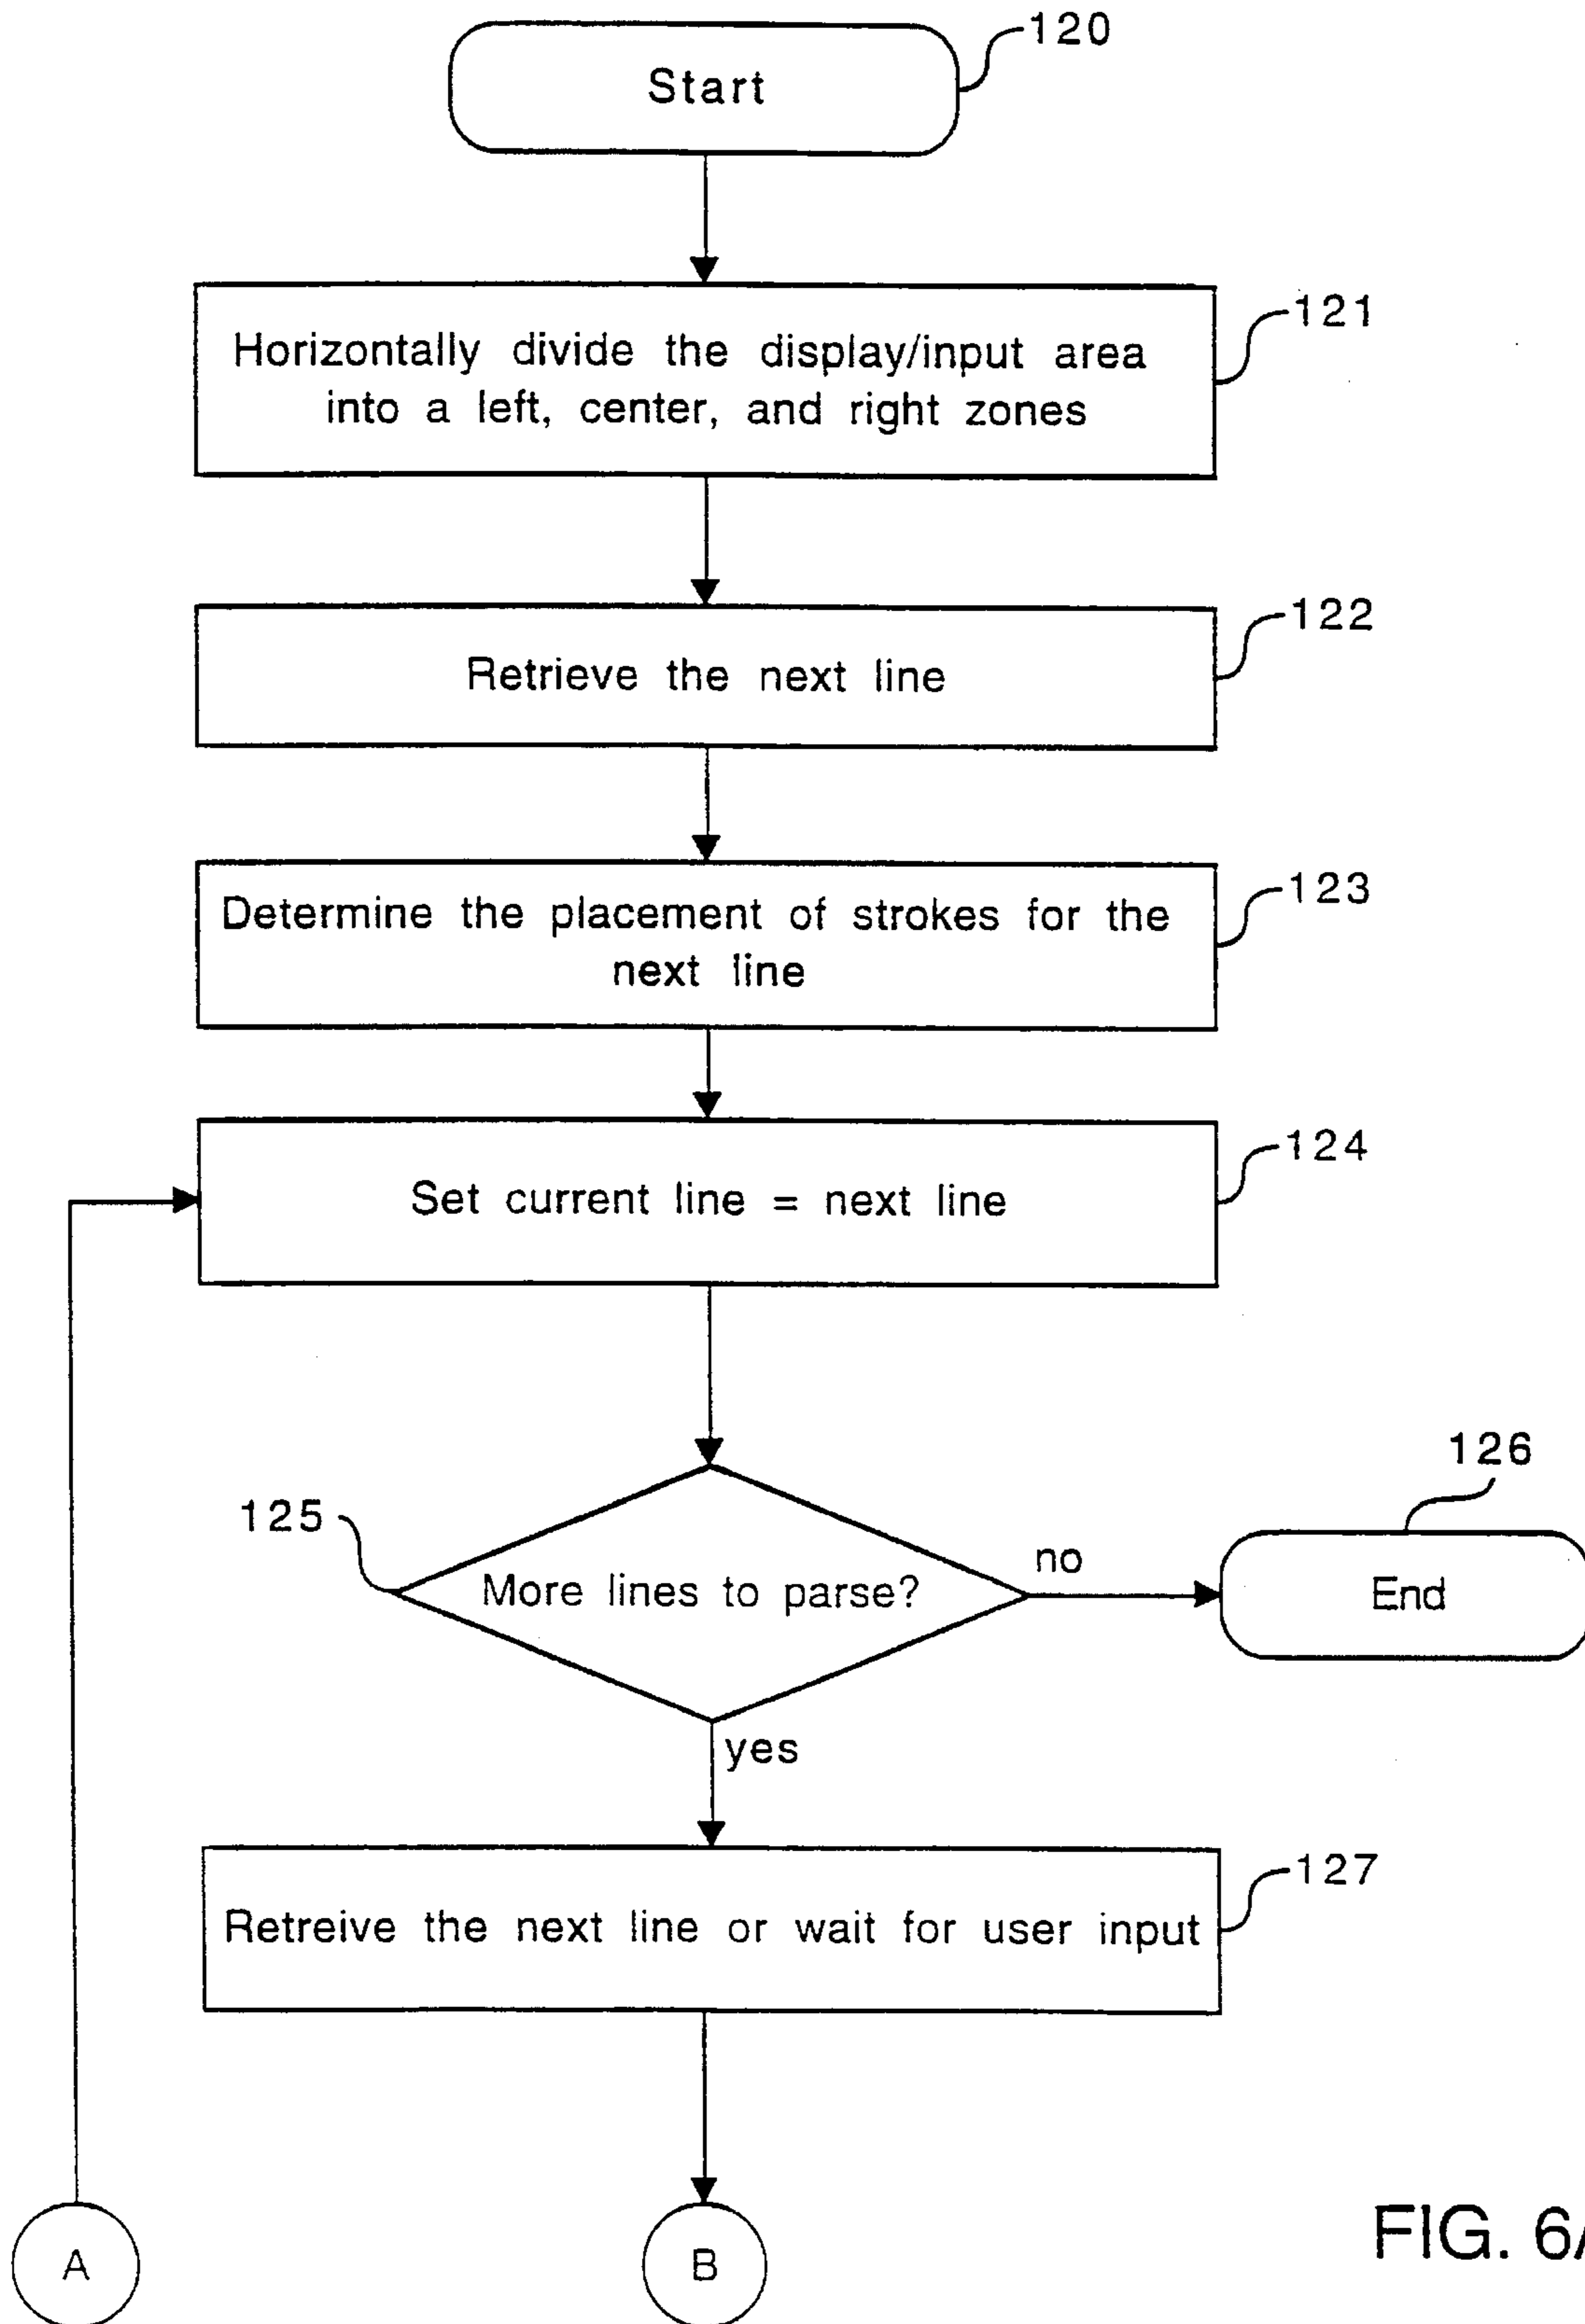 120
Start
121
Horizontally divide the display/input area
into a left, center, and right zones
122
Retrieve the next line
123
Determine the placement of strokes for the
next line
124
Set current line = next line
126
125
More lines to parse?
no
End
yes
127
Retreive the next line or wait for user input
A
B
FIG. 6A